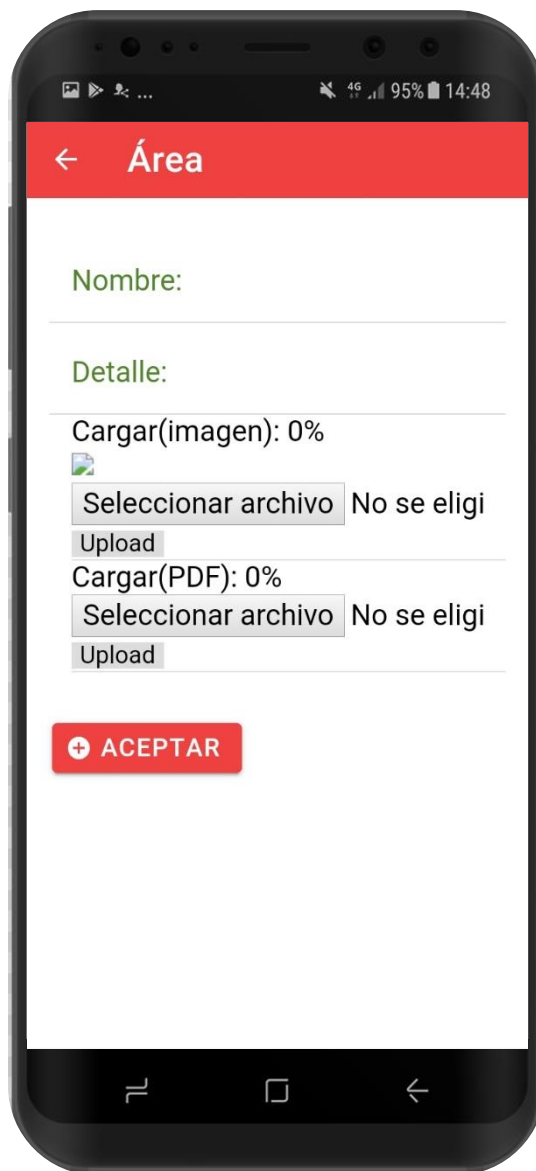 ... 4G 95% 14:48
Área
Nombre:
Detalle:
Cargar(imagen): 0%
Seleccionar archivo No se eligi
Upload
Cargar(PDF): 0%
Seleccionar archivo No se eligi
Upload
ACEPTAR